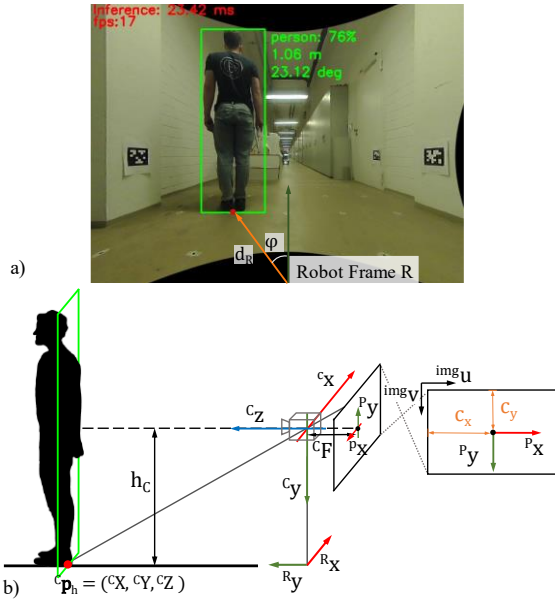 Inference: 23.42 ms
fps:17
person: 76%
1.06 m
23.12 deg
φ
d_R
Robot Frame R
a)
^C x
^img u
^img v
^C z
^P y
c_x
c_y
^C F
^P x
^P y
^P x
h_C
^C y
^R x
^R y
b)
^C p_h = (^C X, ^C Y, ^C Z )